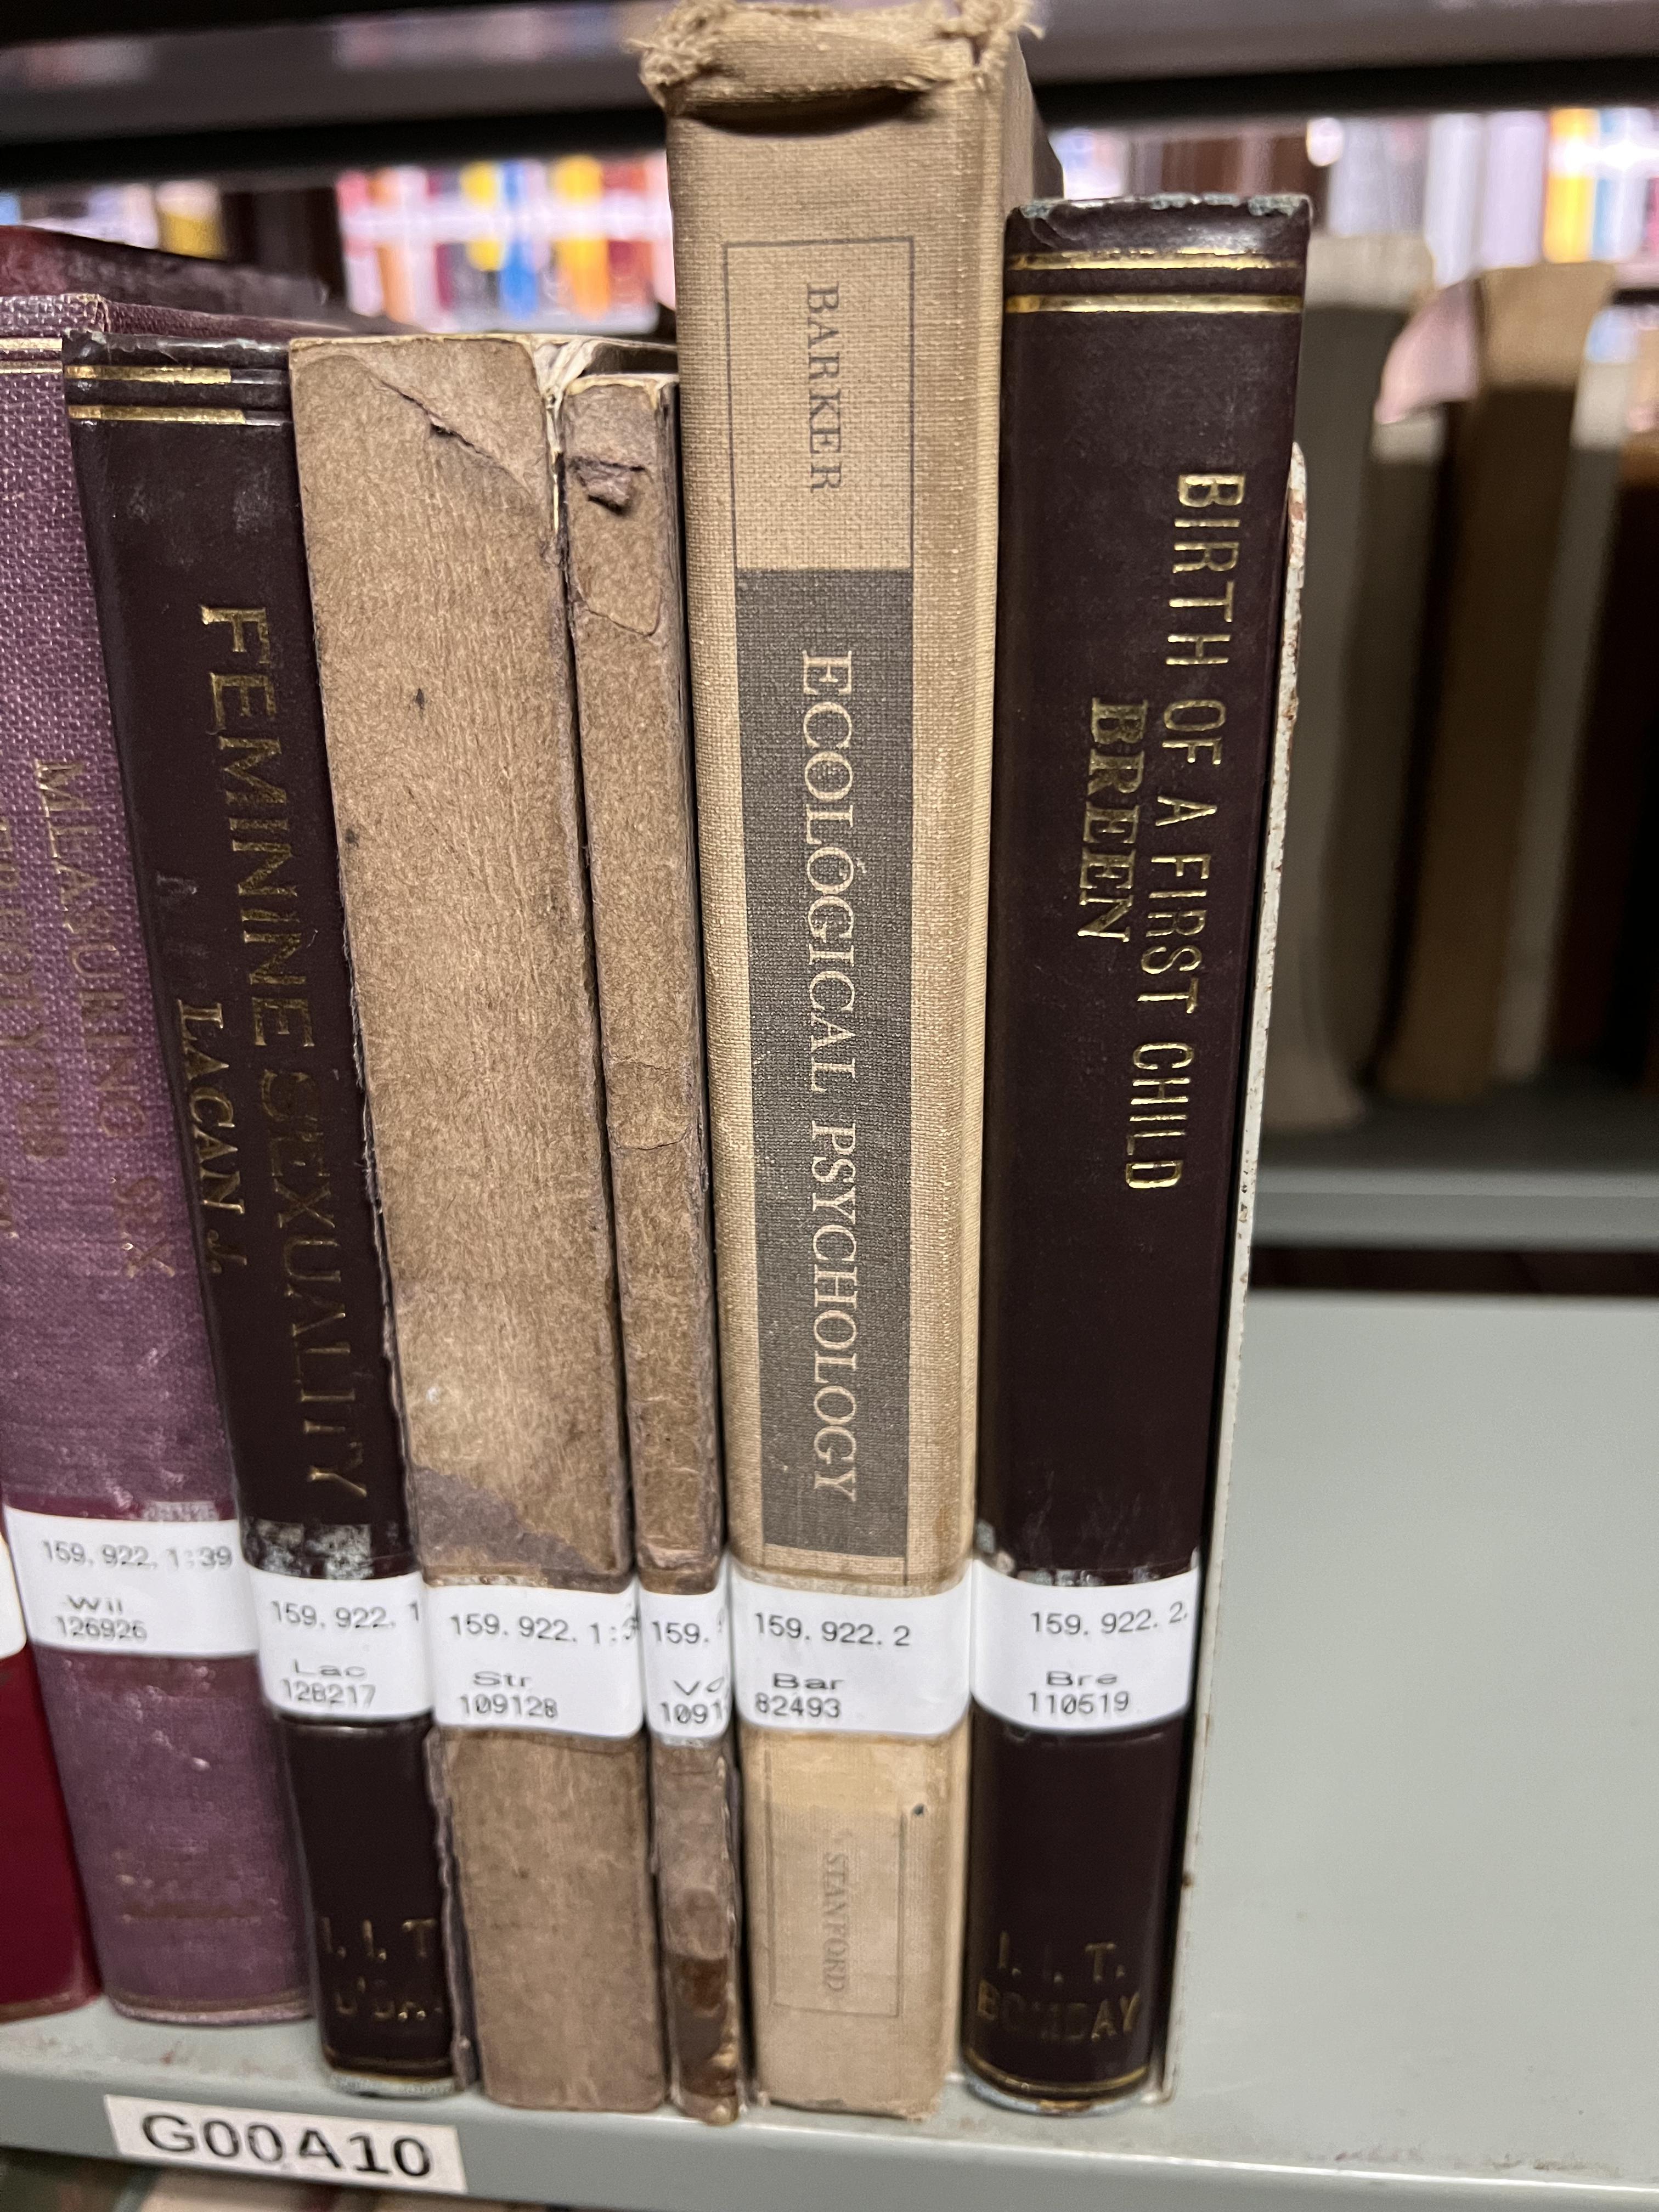 MEASURING SEX
FEMININE SEXUALITY
LACAN J.
BARKER
ECOLOGICAL PSYCHOLOGY
STANFORD
BIRTH OF A FIRST CHILD
BREEN
159. 922. 1:39
Wil
126926
159. 922. 1
Lac
128217
159. 922. 1:3
Str
109128
159.
1091
159. 922. 2
Bar
82493
159. 922. 2.
Bre
110519
I. I. T
I. I. T.
BOMBAY
G00A10